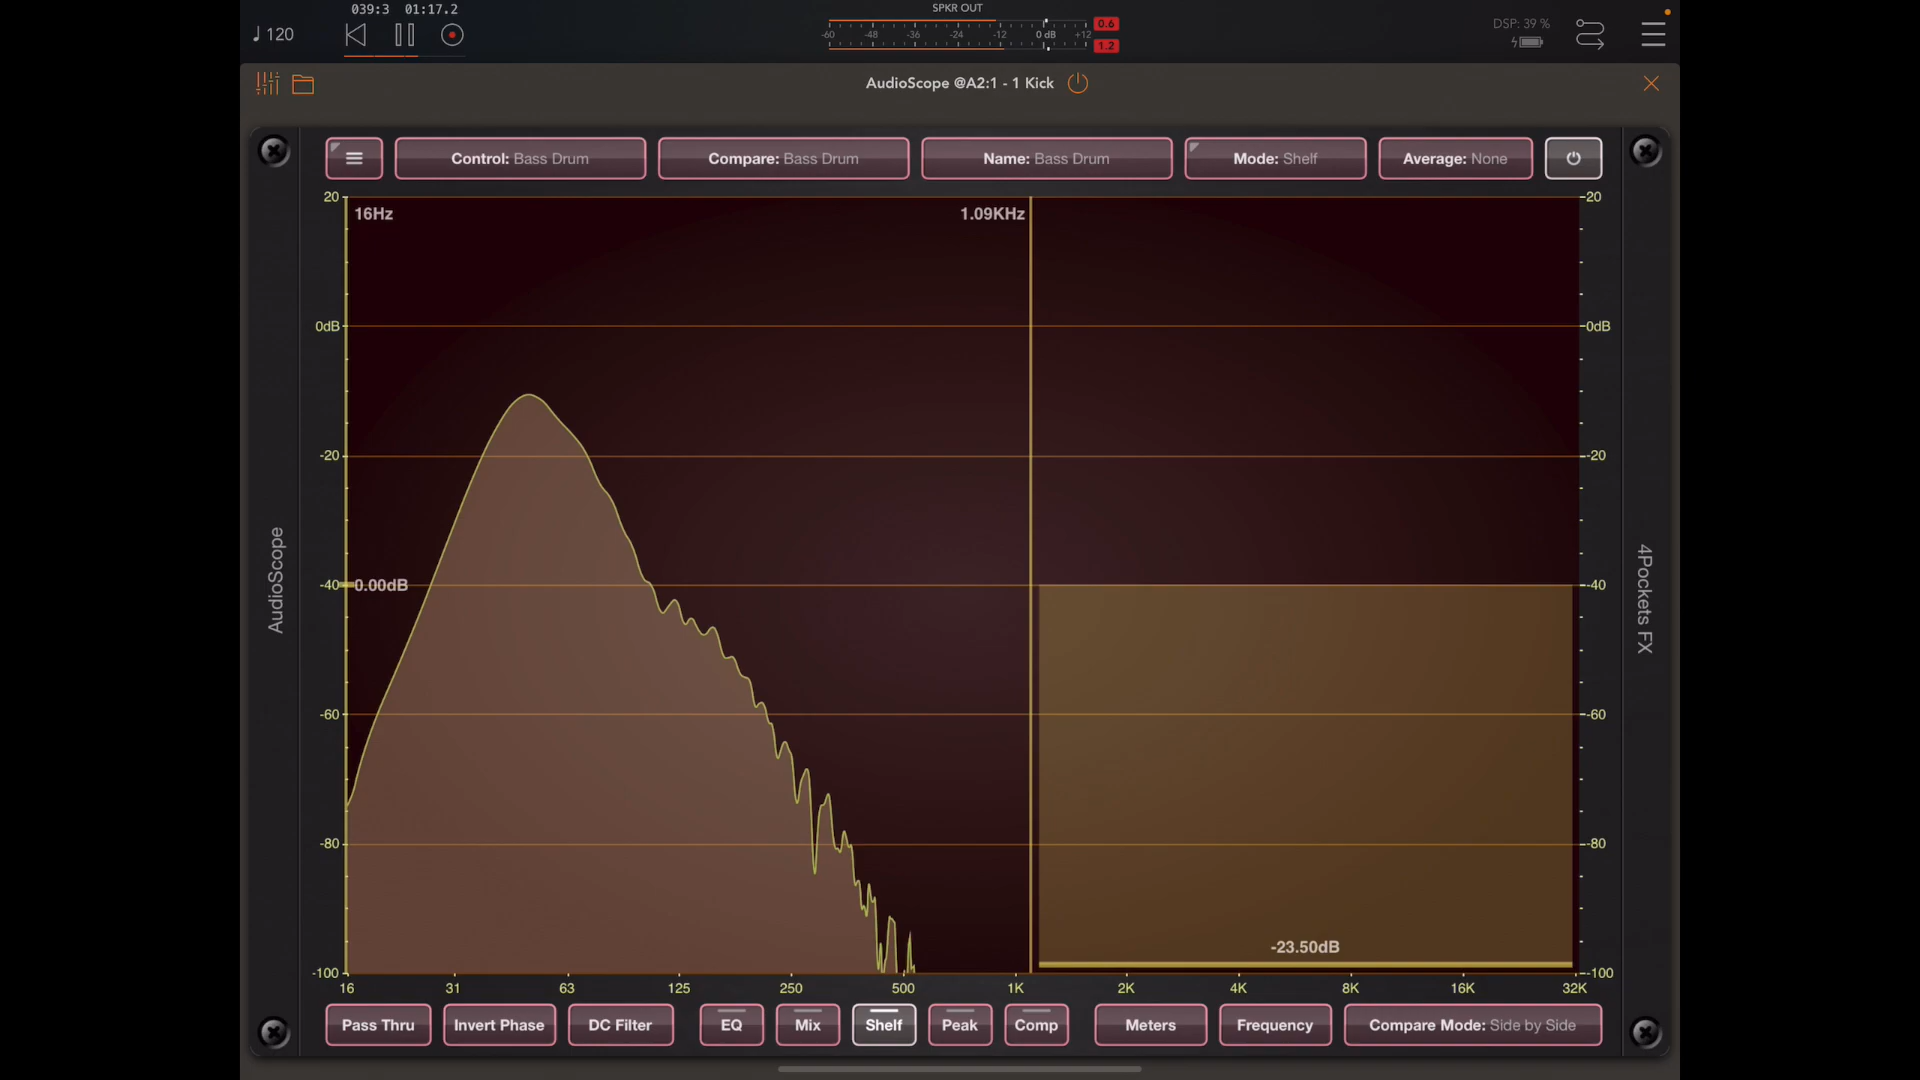 039:3 01:17.2
♩120
SPKR OUT
-60 -48 -36 -24 -12 0 dB +12
0.6
1.2
DSP: 39 %
AudioScope @A2:1 - 1 Kick
Control: Bass Drum
Compare: Bass Drum
Name: Bass Drum
Mode: Shelf
Average: None
20
16Hz
1.09KHz
-20
0dB
-0dB
-20
-20
-40
0.00dB
-40
-60
-60
-80
-80
-23.50dB
-100
-100
16 31 63 125 250 500 1K 2K 4K 8K 16K 32K
AudioScope
4Pockets FX
Pass Thru
Invert Phase
DC Filter
EQ
Mix
Shelf
Peak
Comp
Meters
Frequency
Compare Mode: Side by Side